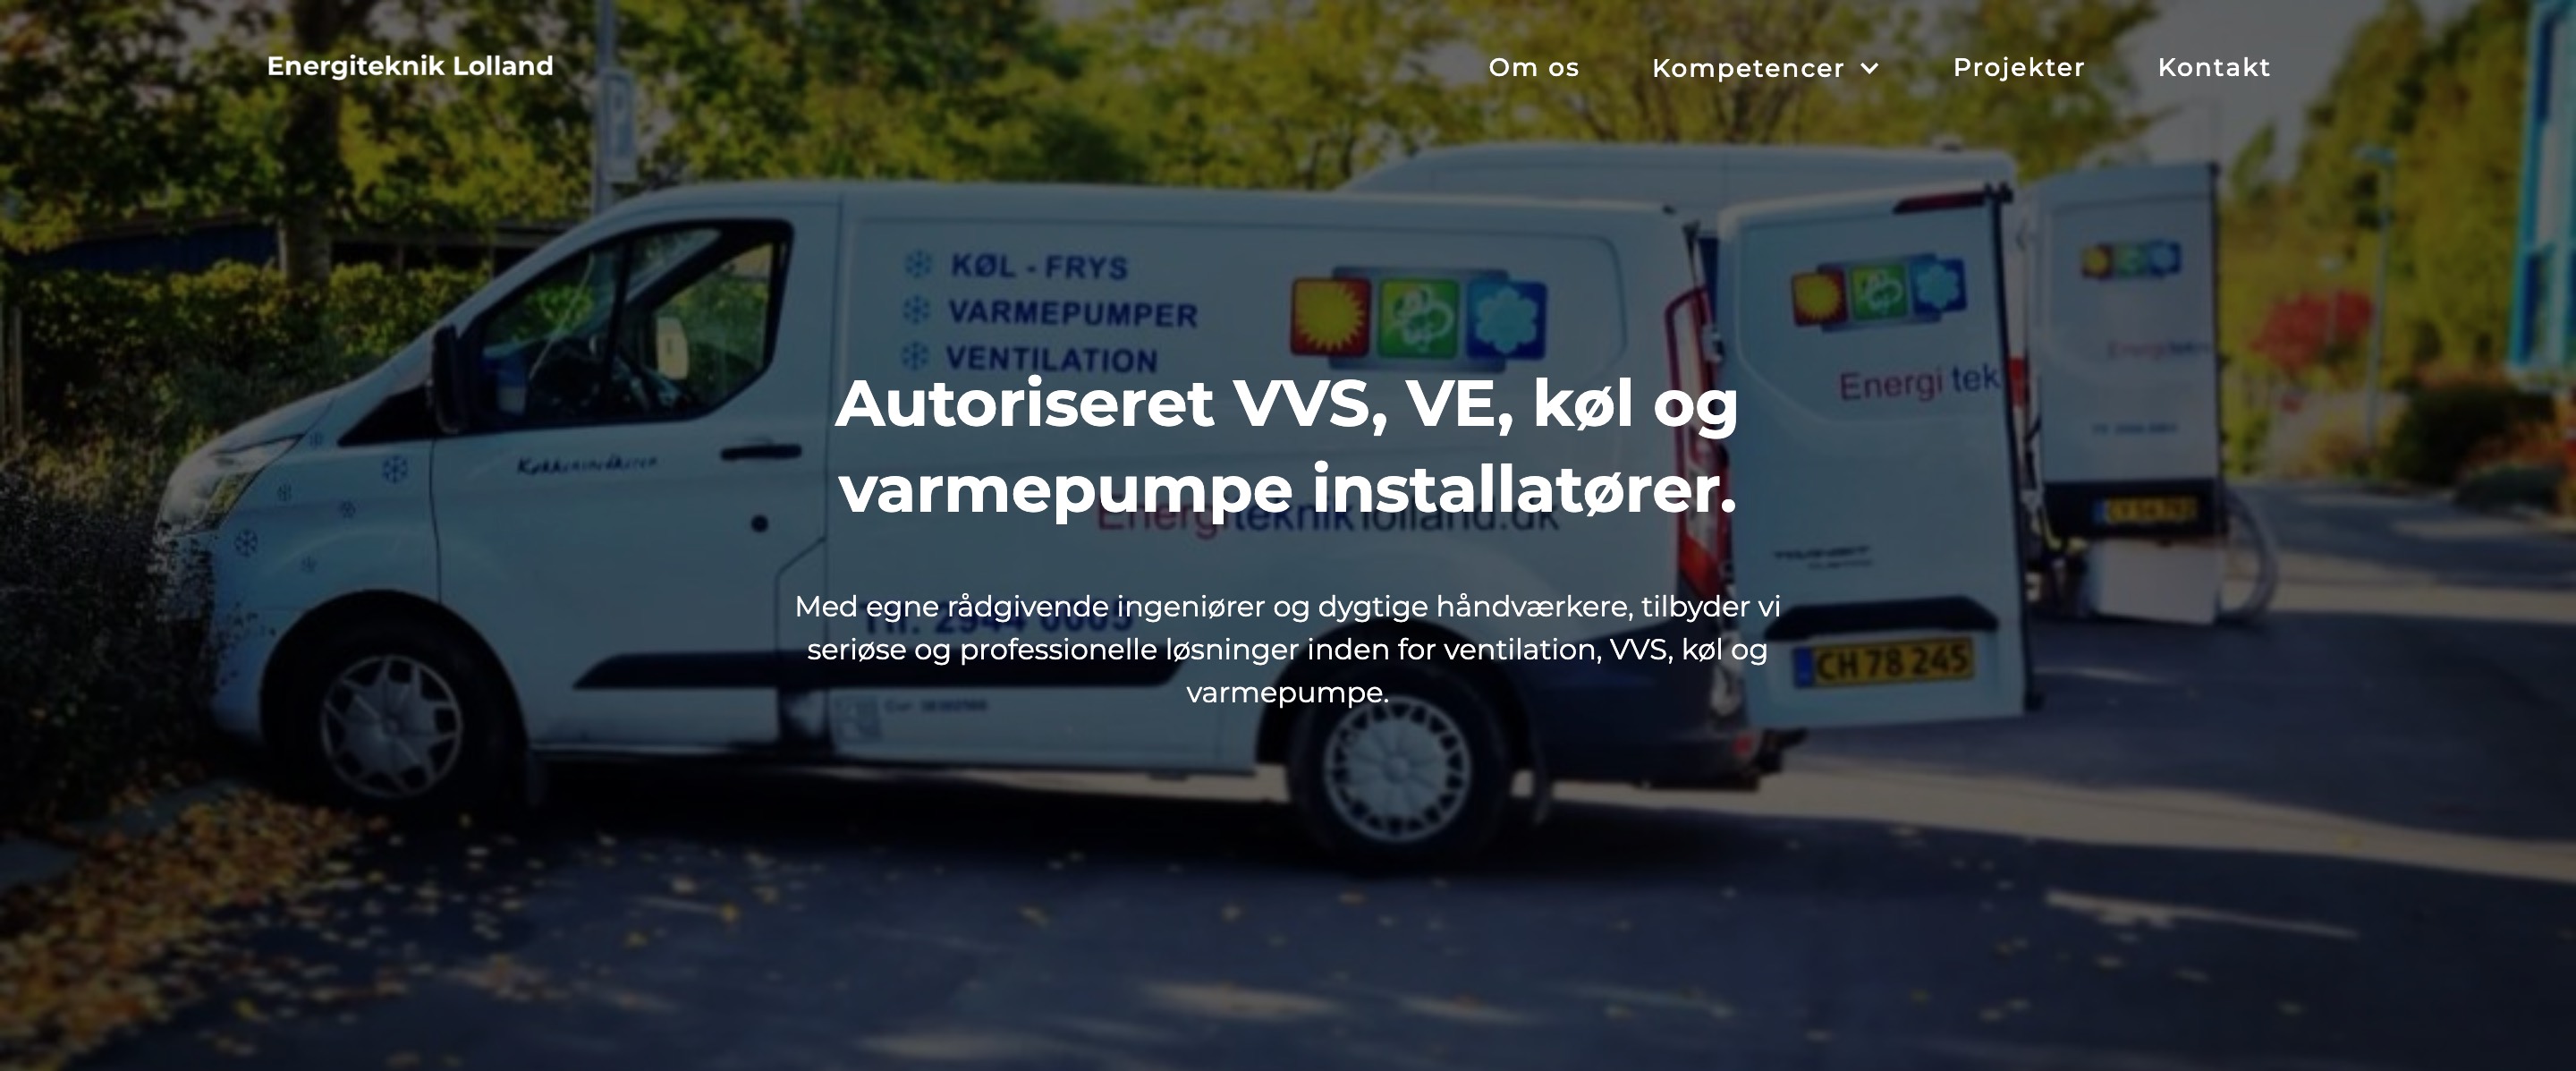 Energiteknik Lolland
Om os
Kompetencer
Projekter
Kontakt
KØL - FRYS
VARMEPUMPER
VENTILATION
Energi tek
Autoriseret VVS, VE, køl og
varmepumpe installatører.
Energitekniklolland.dk
Med egne rådgivende ingeniører og dygtige håndværkere, tilbyder vi
seriøse og professionelle løsninger inden for ventilation, VVS, køl og
varmepumpe.
CH 78 245